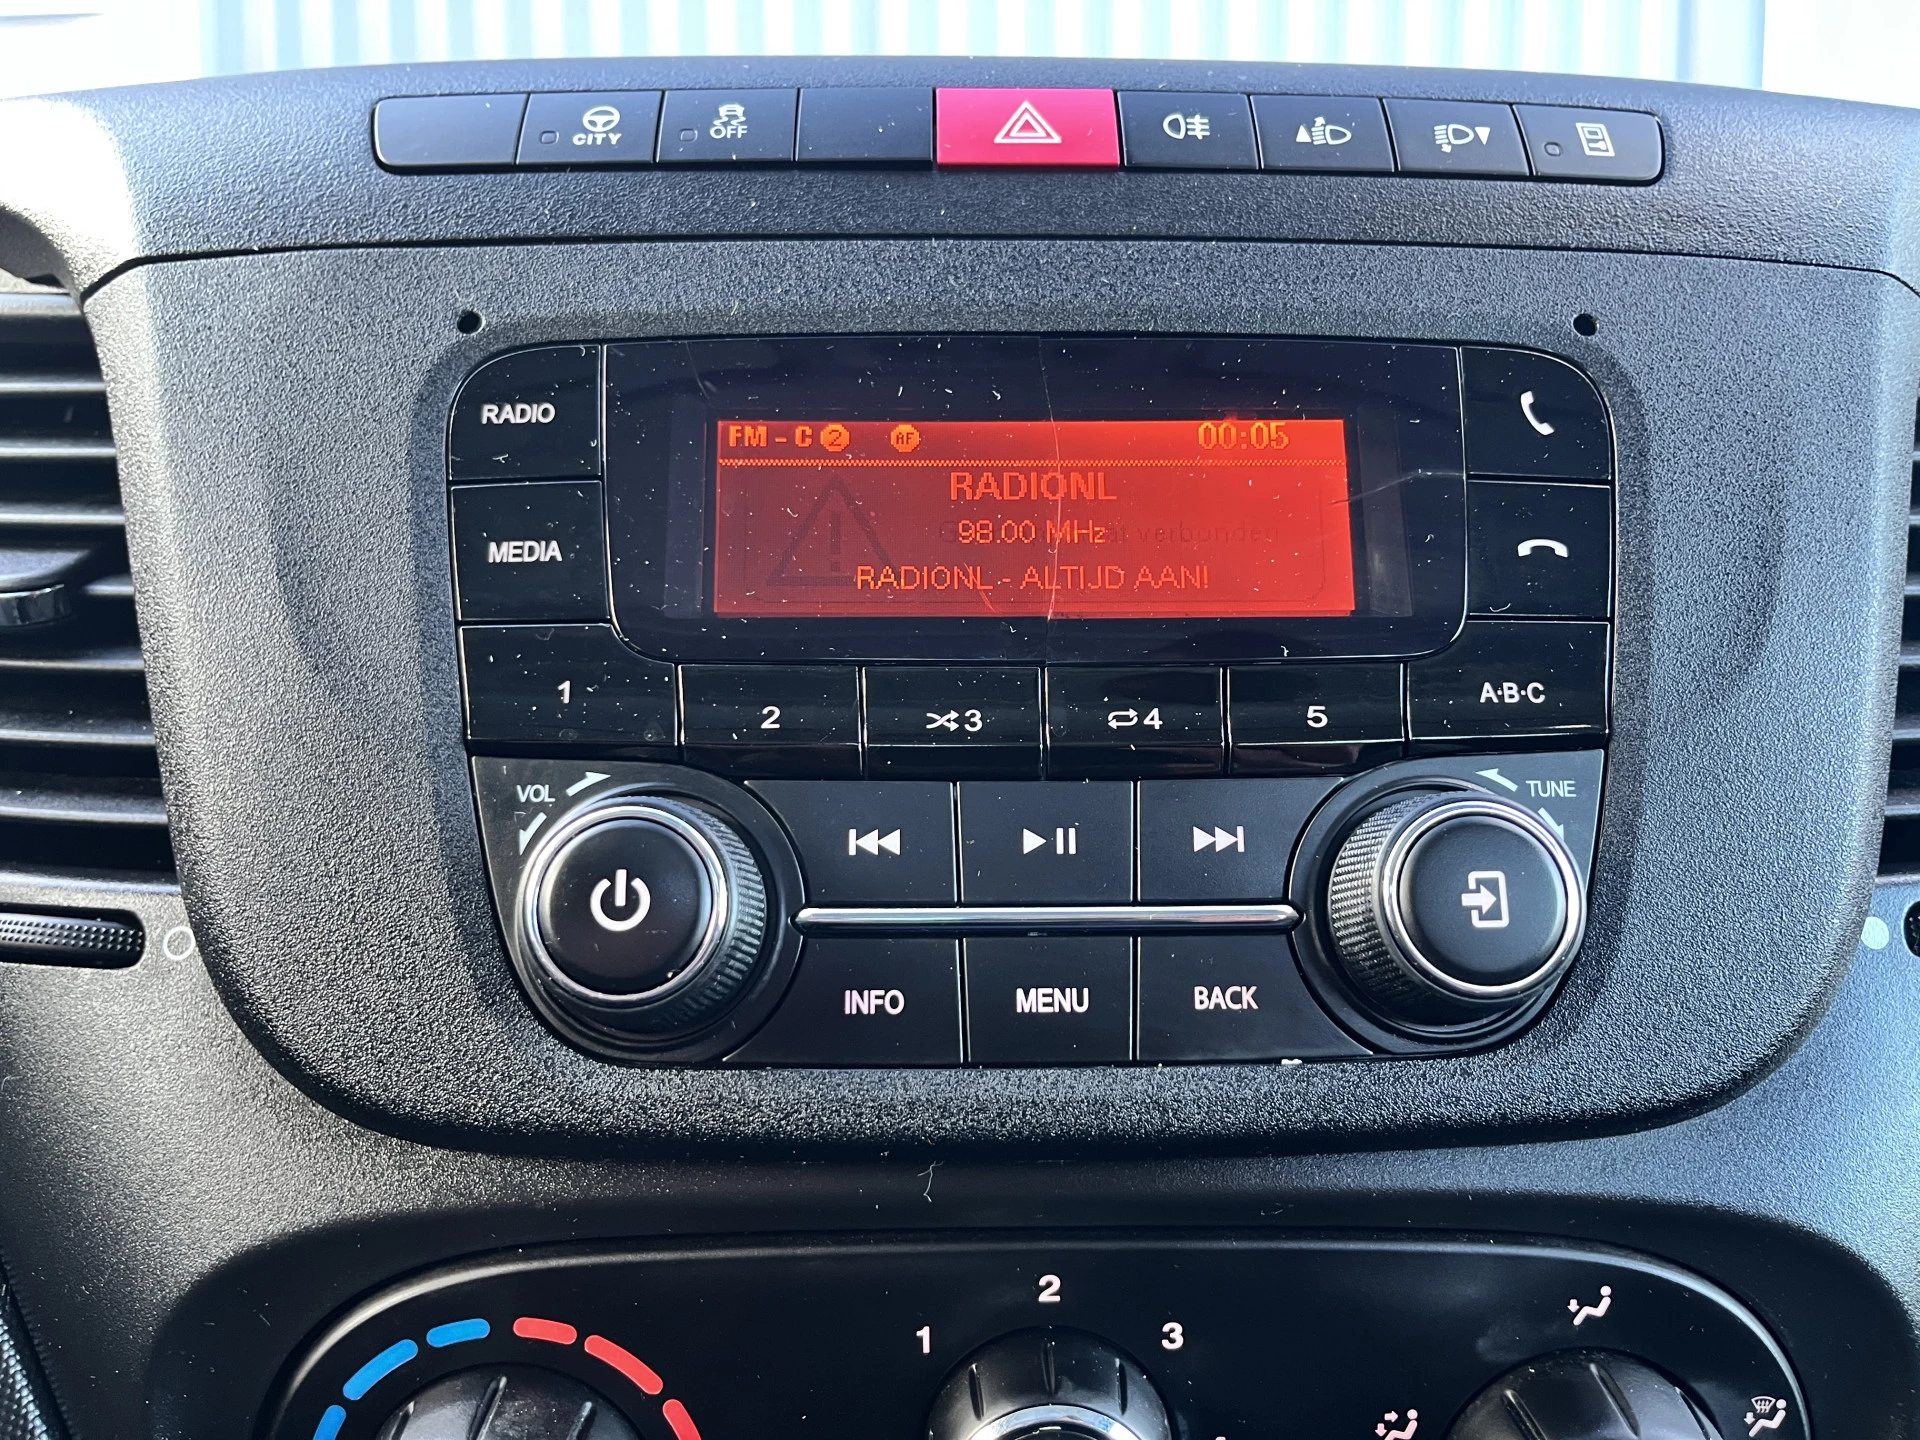 CITY
OFF
FM - C 2 AF 00:05
RADIONL
98.00 MHz
verbonden
RADIONL - ALTIJD AAN!
RADIO
MEDIA
1
2
3
4
5
A·B·C
VOL
TUNE
INFO
MENU
BACK
1
2
3